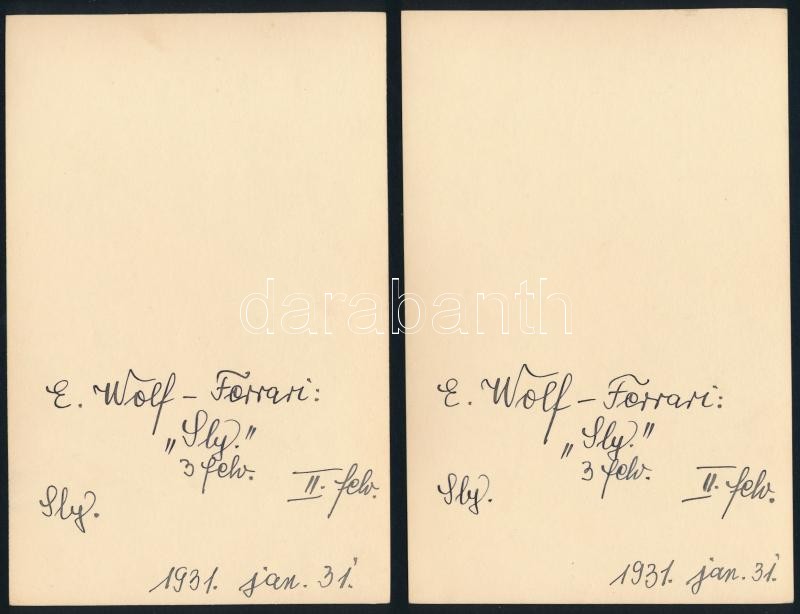 E. Wolf - Ferrari:
„Sly."
3 felv.
II. felv.
Sly.
1931. jan. 31.
E. Wolf - Ferrari:
„Sly."
3 felv.
II. felv.
Sly.
1931. jan. 31.
darabanth